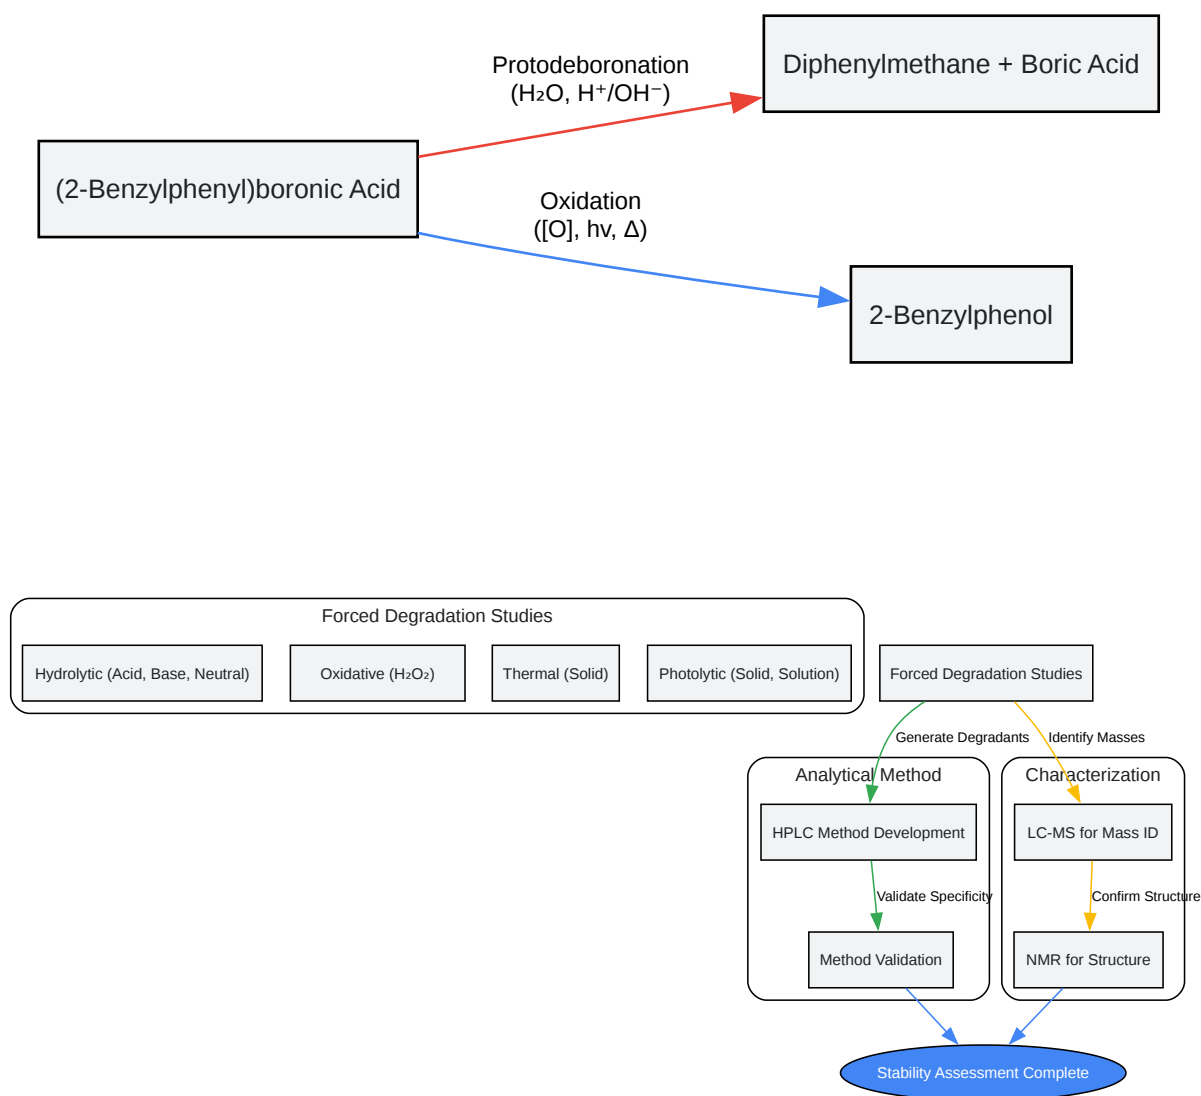 Diphenylmethane + Boric Acid
Protodeboronation
(H₂O, H⁺/OH⁻)
(2-Benzylphenyl)boronic Acid
Oxidation
([O], hν, Δ)
2-Benzylphenol
Forced Degradation Studies
Hydrolytic (Acid, Base, Neutral)
Oxidative (H₂O₂)
Thermal (Solid)
Photolytic (Solid, Solution)
Forced Degradation Studies
Generate Degradants
Identify Masses
Analytical Method
Characterization
HPLC Method Development
LC-MS for Mass ID
Validate Specificity
Confirm Structure
Method Validation
NMR for Structure
Stability Assessment Complete